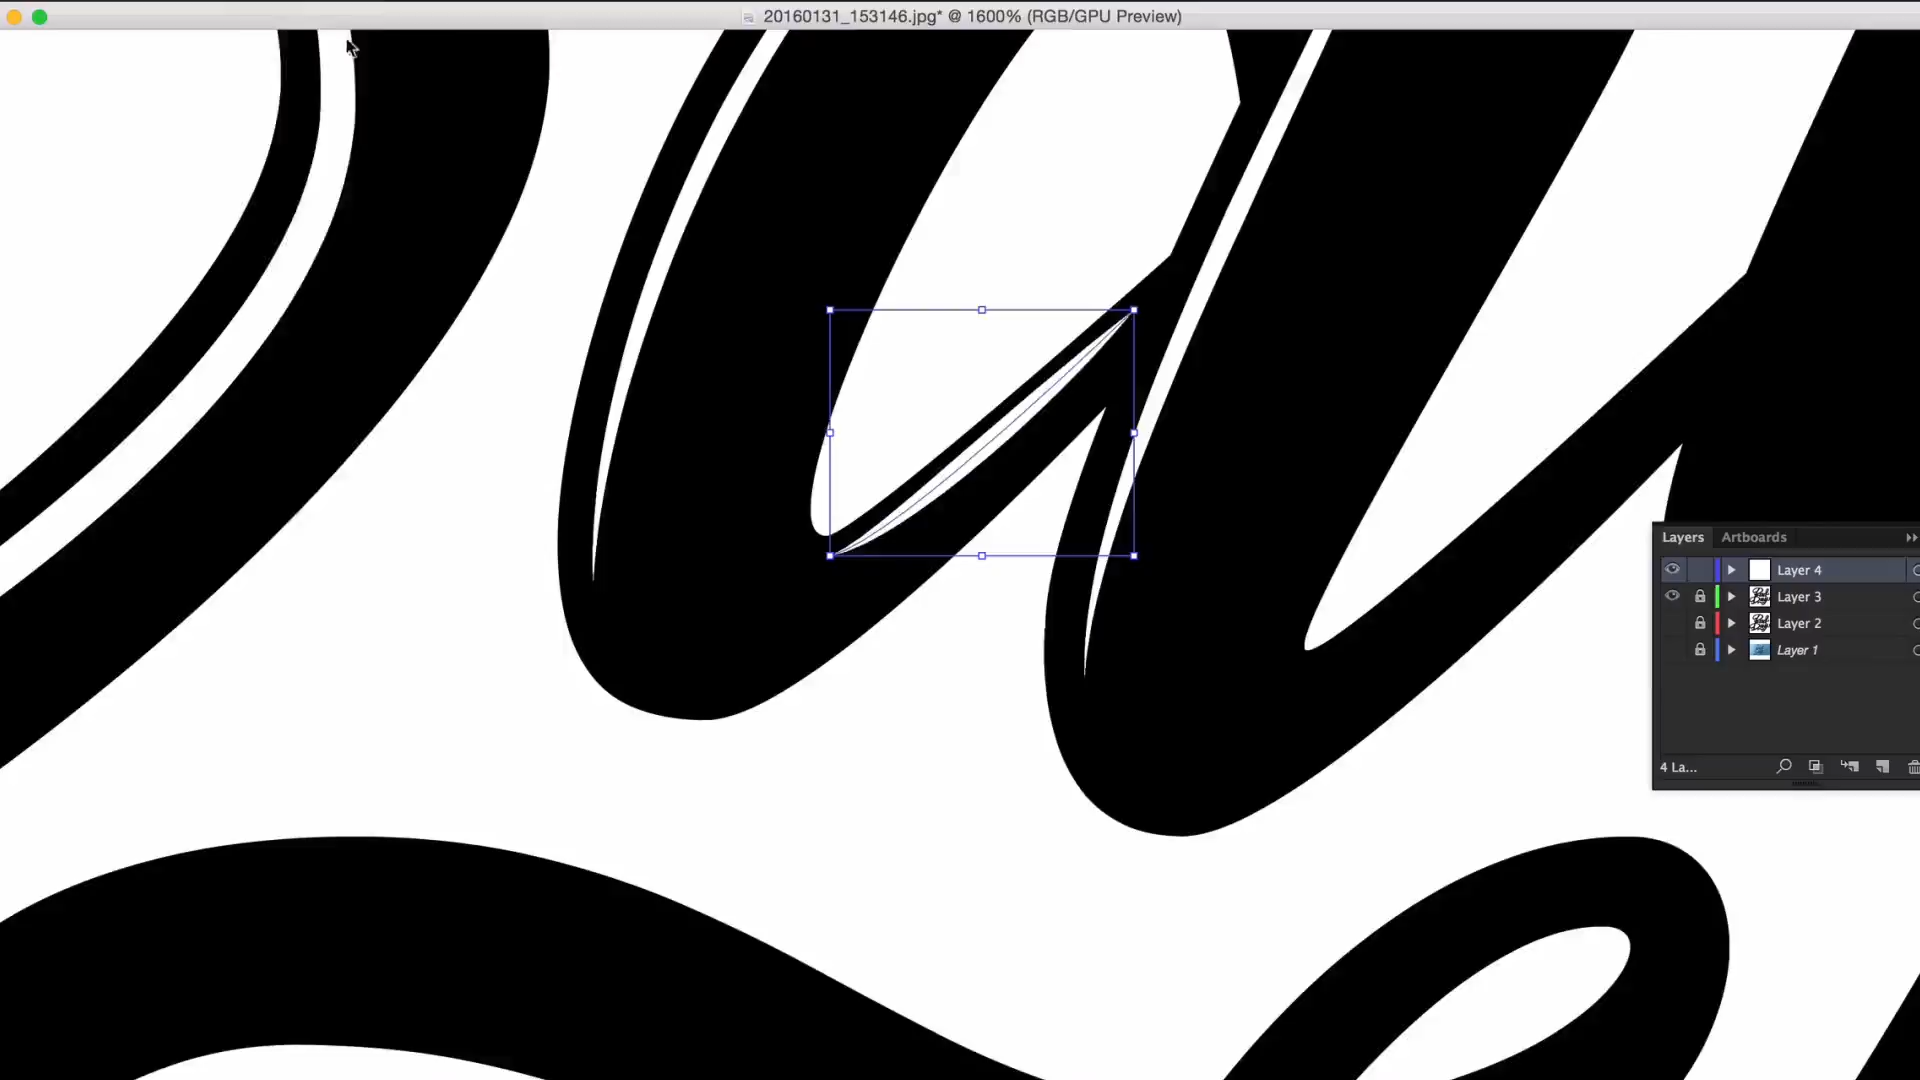 20160131_153146.jpg* @ 1600% (RGB/GPU Preview)
Layers Artboards
Layer 4
Layer 3
Layer 2
Layer 1
4 La...